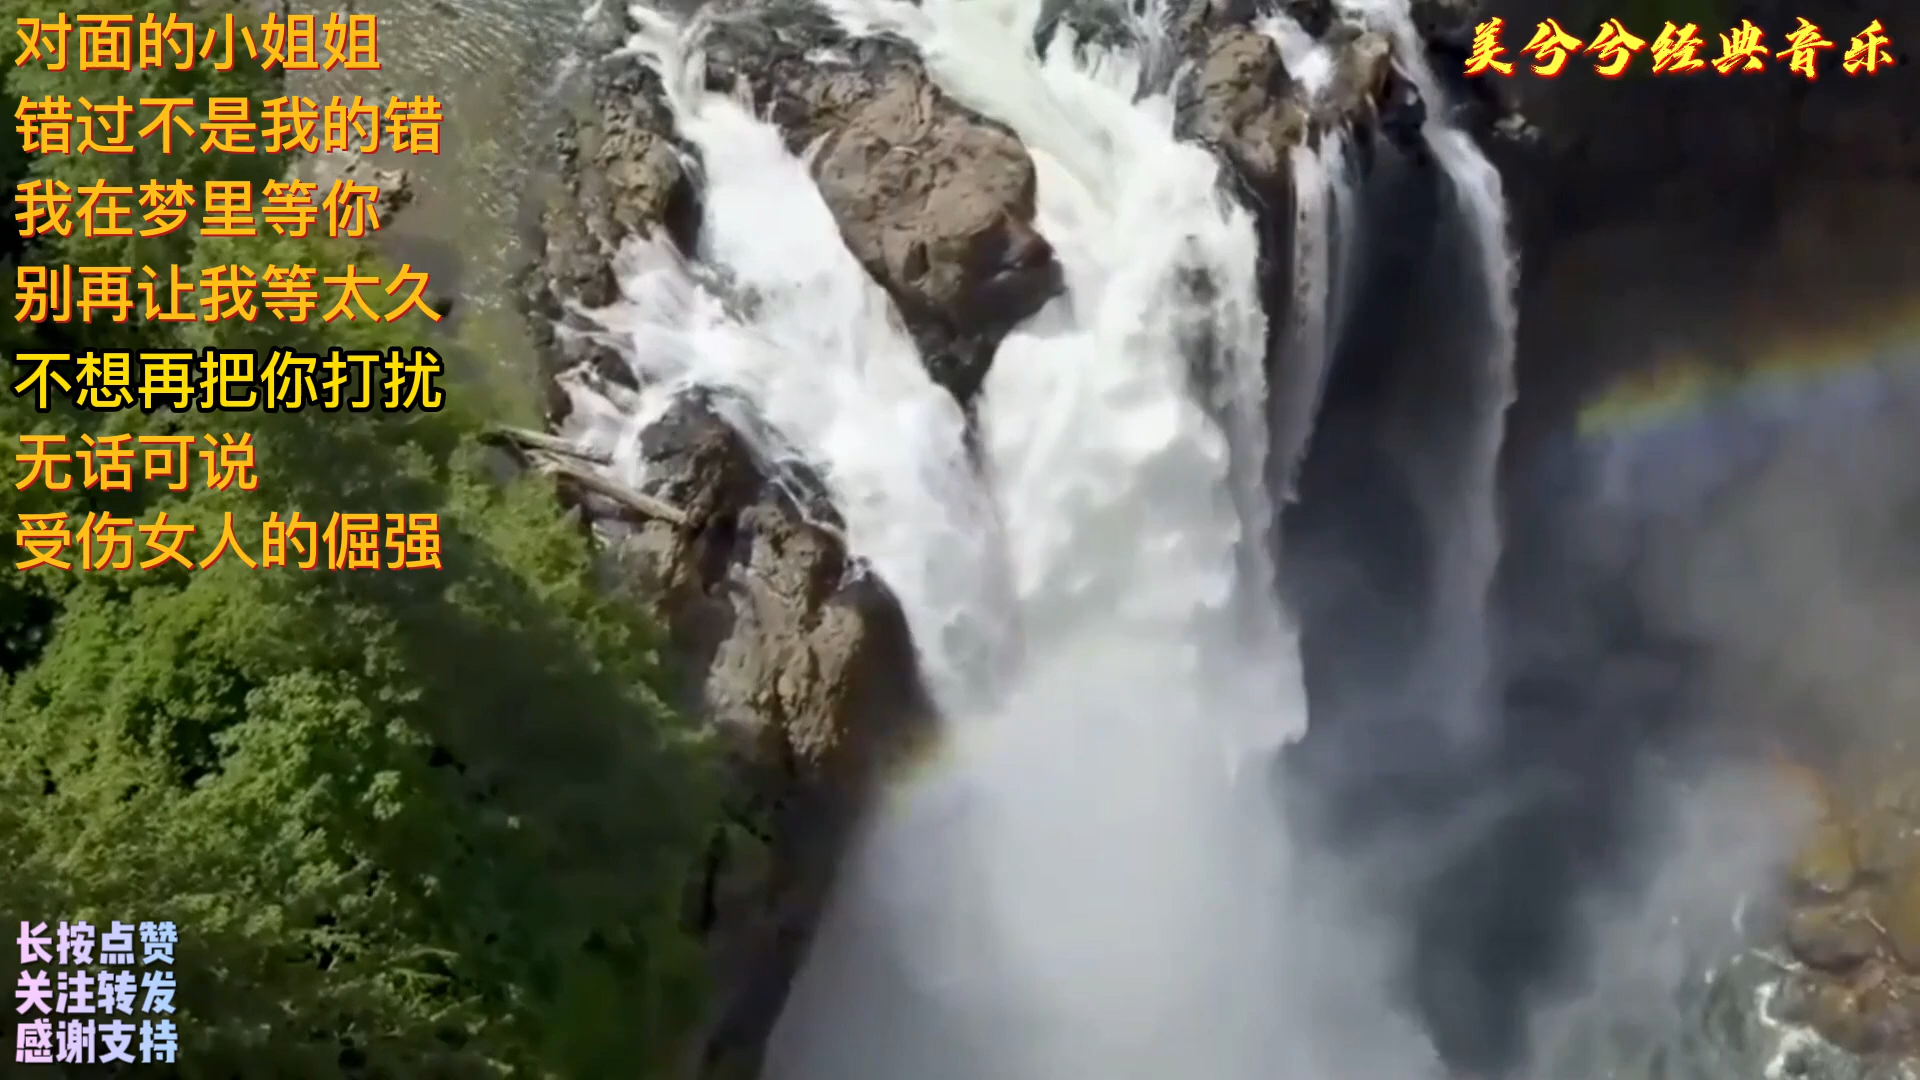 对面的小姐姐
错过不是我的错
我在梦里等你
别再让我等太久
不想再把你打扰
无话可说
受伤女人的倔强
美兮兮经典音乐
长按点赞
关注转发
感谢支持